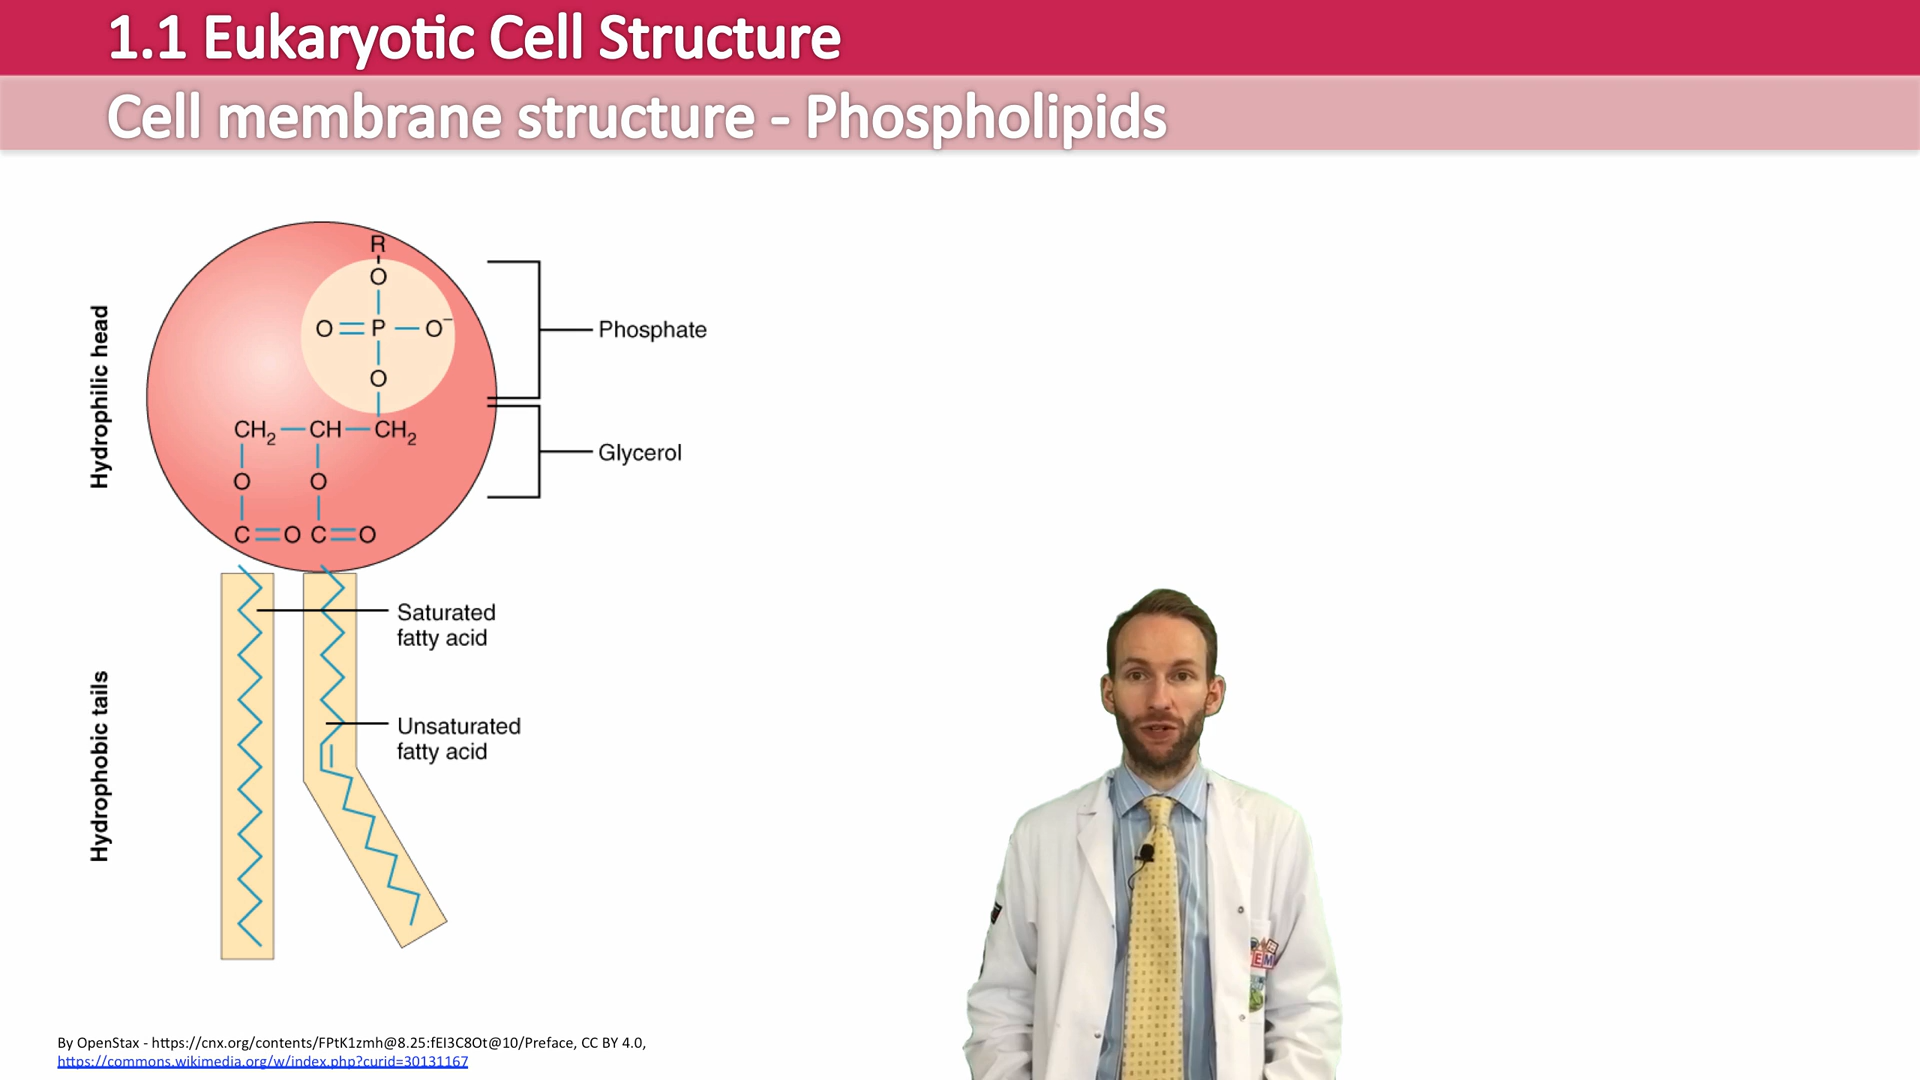 1.1 Eukaryotic Cell Structure
Cell membrane structure - Phospholipids
Hydrophilic head
R
O
O P O−
O
Phosphate
CH2 CH CH2
Glycerol
O O
C O C O
Hydrophobic tails
Saturated
fatty acid
Unsaturated
fatty acid
By OpenStax - https://cnx.org/contents/FPtK1zmh@8.25:fEI3C8Ot@10/Preface, CC BY 4.0,
https://commons.wikimedia.org/w/index.php?curid=30131167